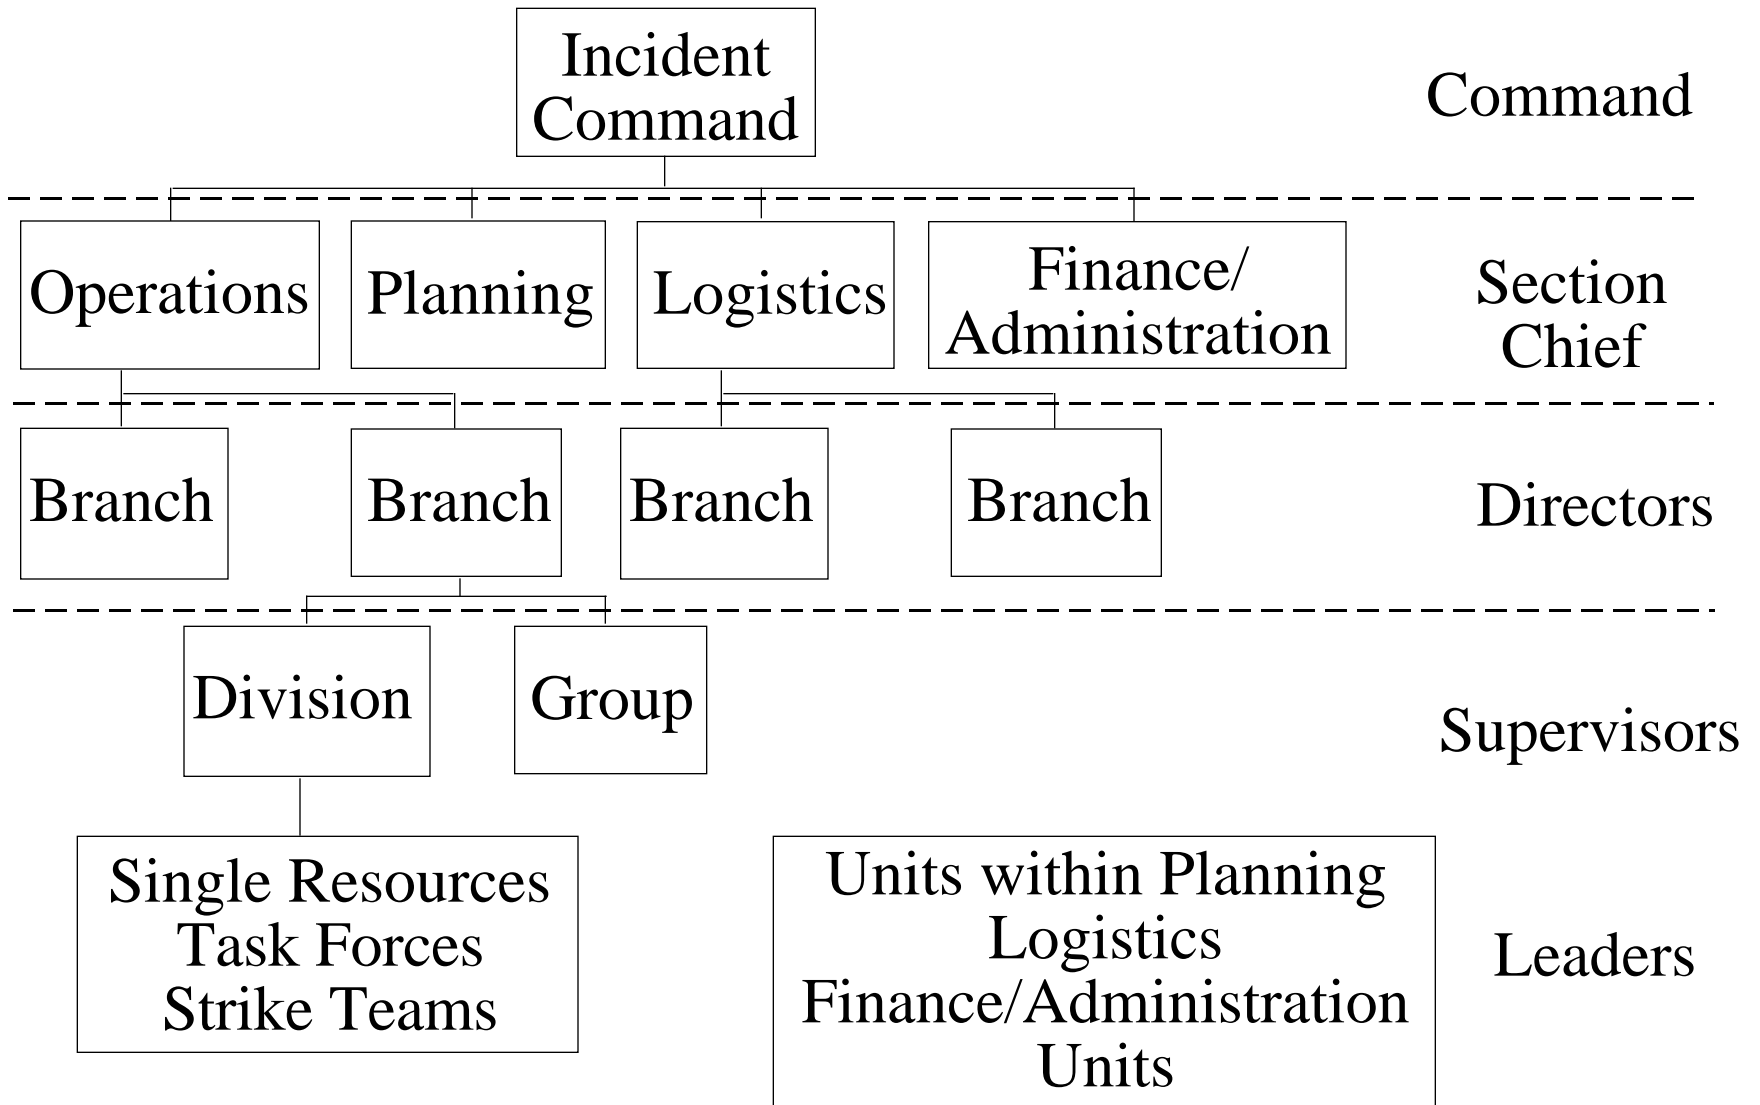 Incident
Command
Command
Operations
Planning
Logistics
Finance/
Administration
Section
Chief
Branch
Branch
Branch
Branch
Directors
Division
Group
Supervisors
Single Resources
Task Forces
Strike Teams
Units within Planning
Logistics
Finance/Administration
Units
Leaders